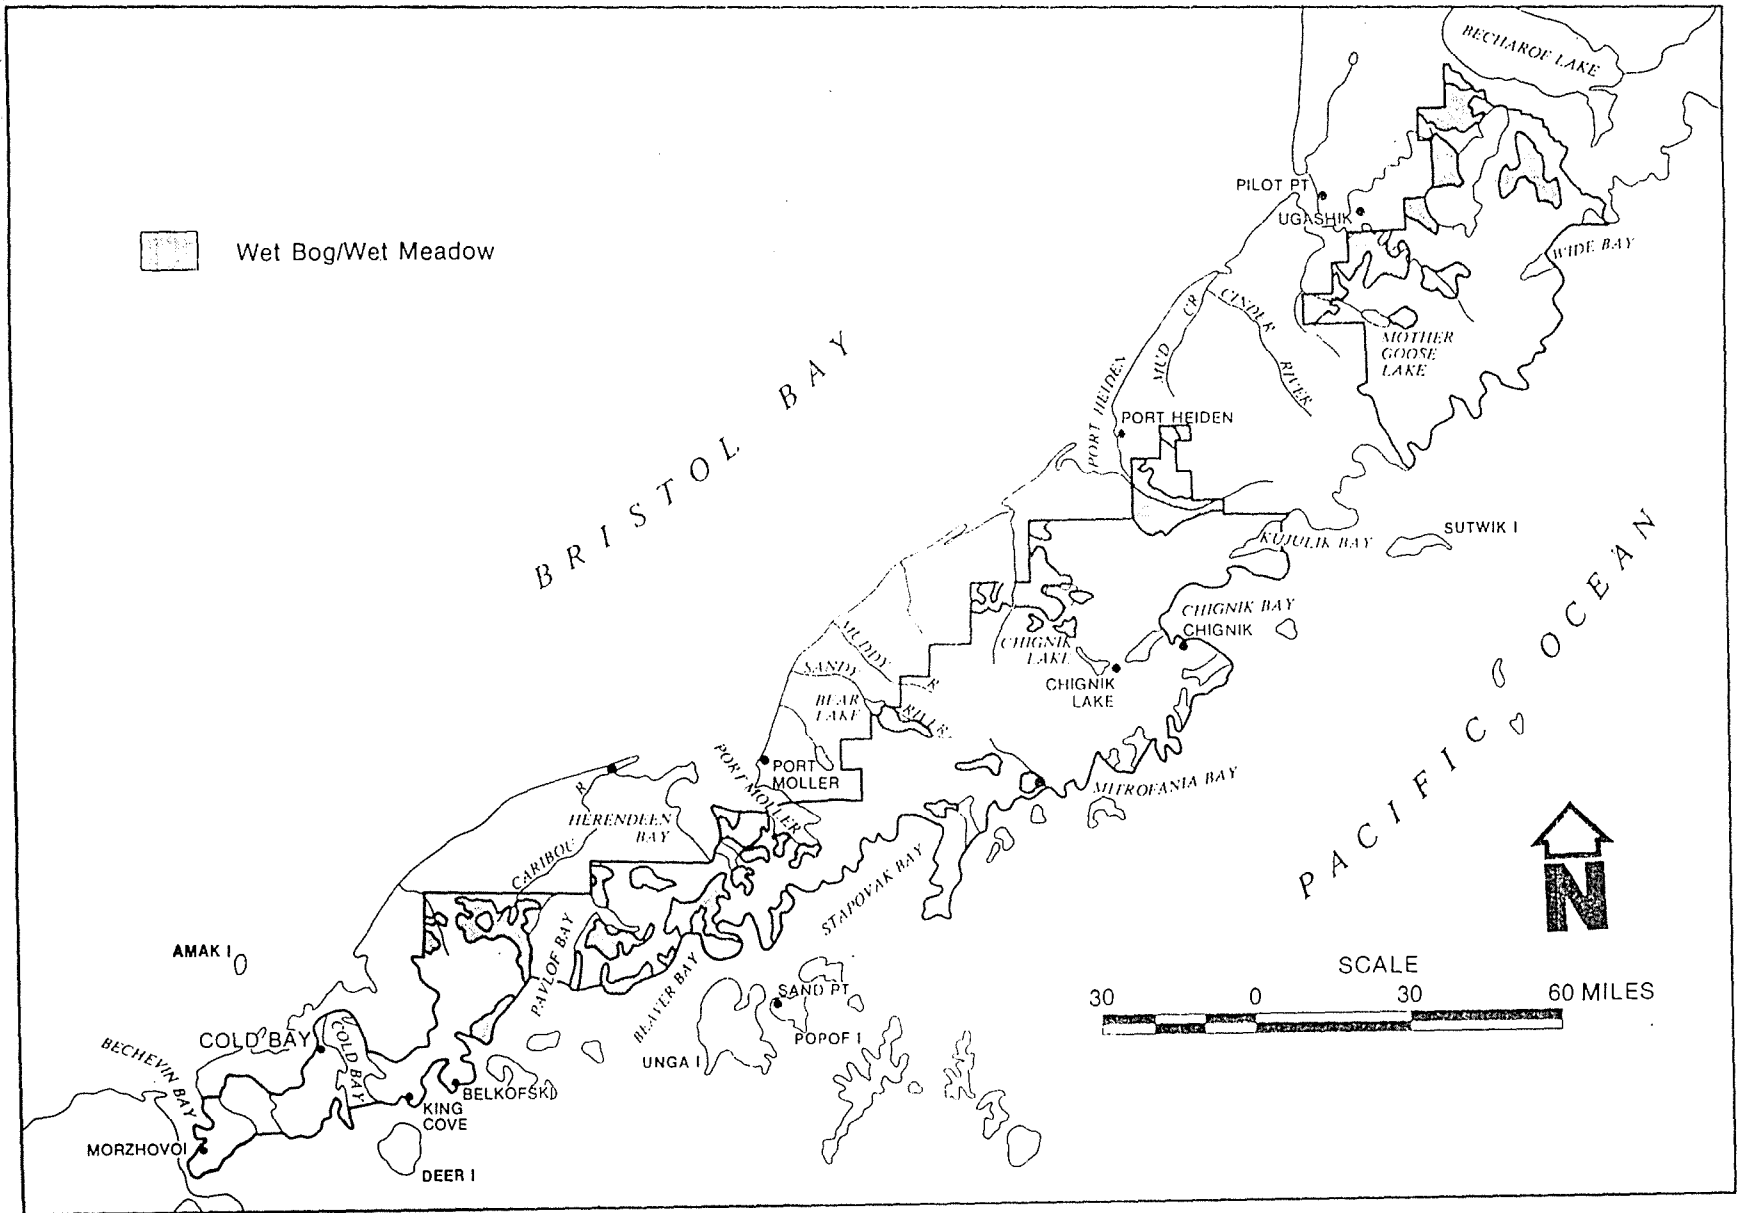 BECHAROF LAKE
PILOT PT
UGASHIK
WIDE BAY
Wet Bog/Wet Meadow
CINDER
RIVER
MUD
CR
MOTHER
GOOSE
LAKE
BRISTOL BAY
PORT HEIDEN
PORT HEIDEN
SUTWIK I
KUJULIK BAY
PACIFIC OCEAN
CHIGNIK BAY
CHIGNIK
MUDDY
R
CHIGNIK
LAKE
SANDY
RIVER
CHIGNIK
LAKE
BEAR
LAKE
PORT
MOLLER
PORT MOLLER
MITROFANIA BAY
HERENDEEN
BAY
CARIBOU
R
STAPOVAK BAY
N
AMAK I
PAVLOF BAY
BEAVER BAY
SAND PT
SCALE
30 0 30 60 MILES
COLD BAY
COLD BAY
POPOF I
UNGA I
BECHEVIN BAY
BELKOFSKI
KING
COVE
MORZHOVOI
DEER I